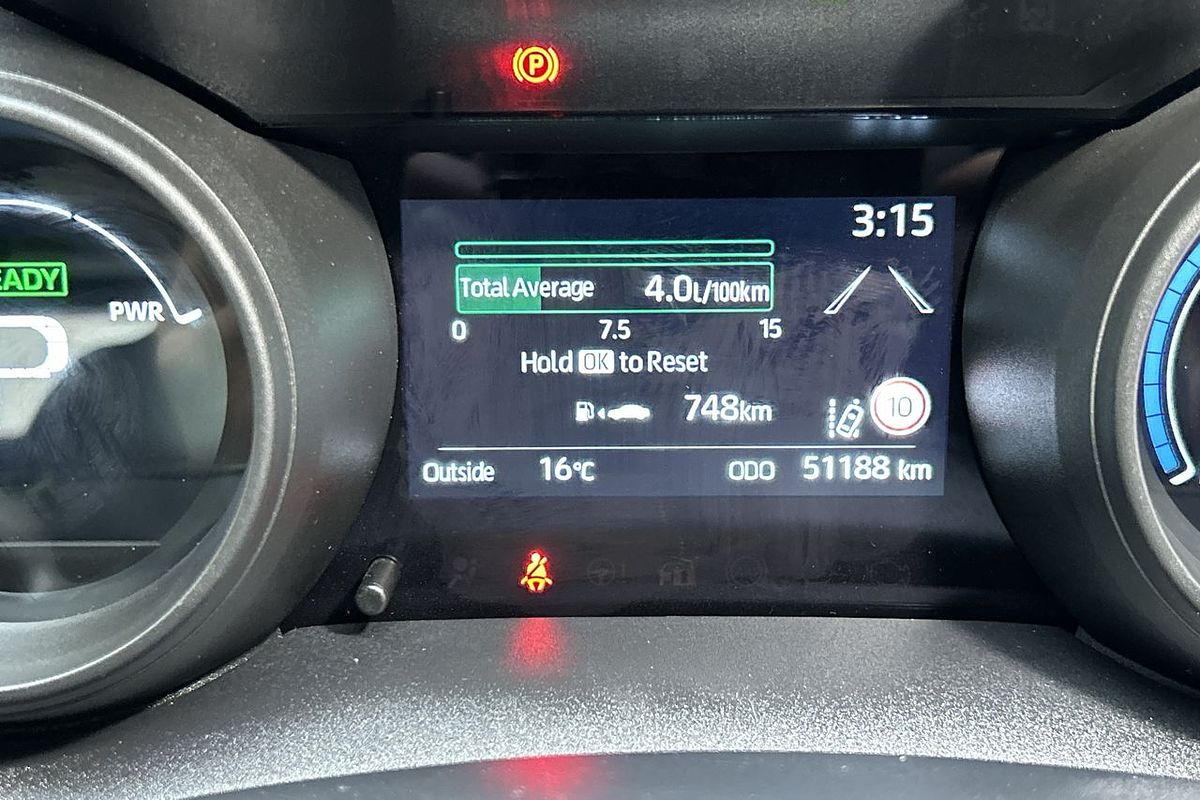 P
3:15
Total Average 4.0L/100km
0 7.5 15
Hold OK to Reset
748km
10
Outside 16°C ODO 51188 km
EADY
PWR